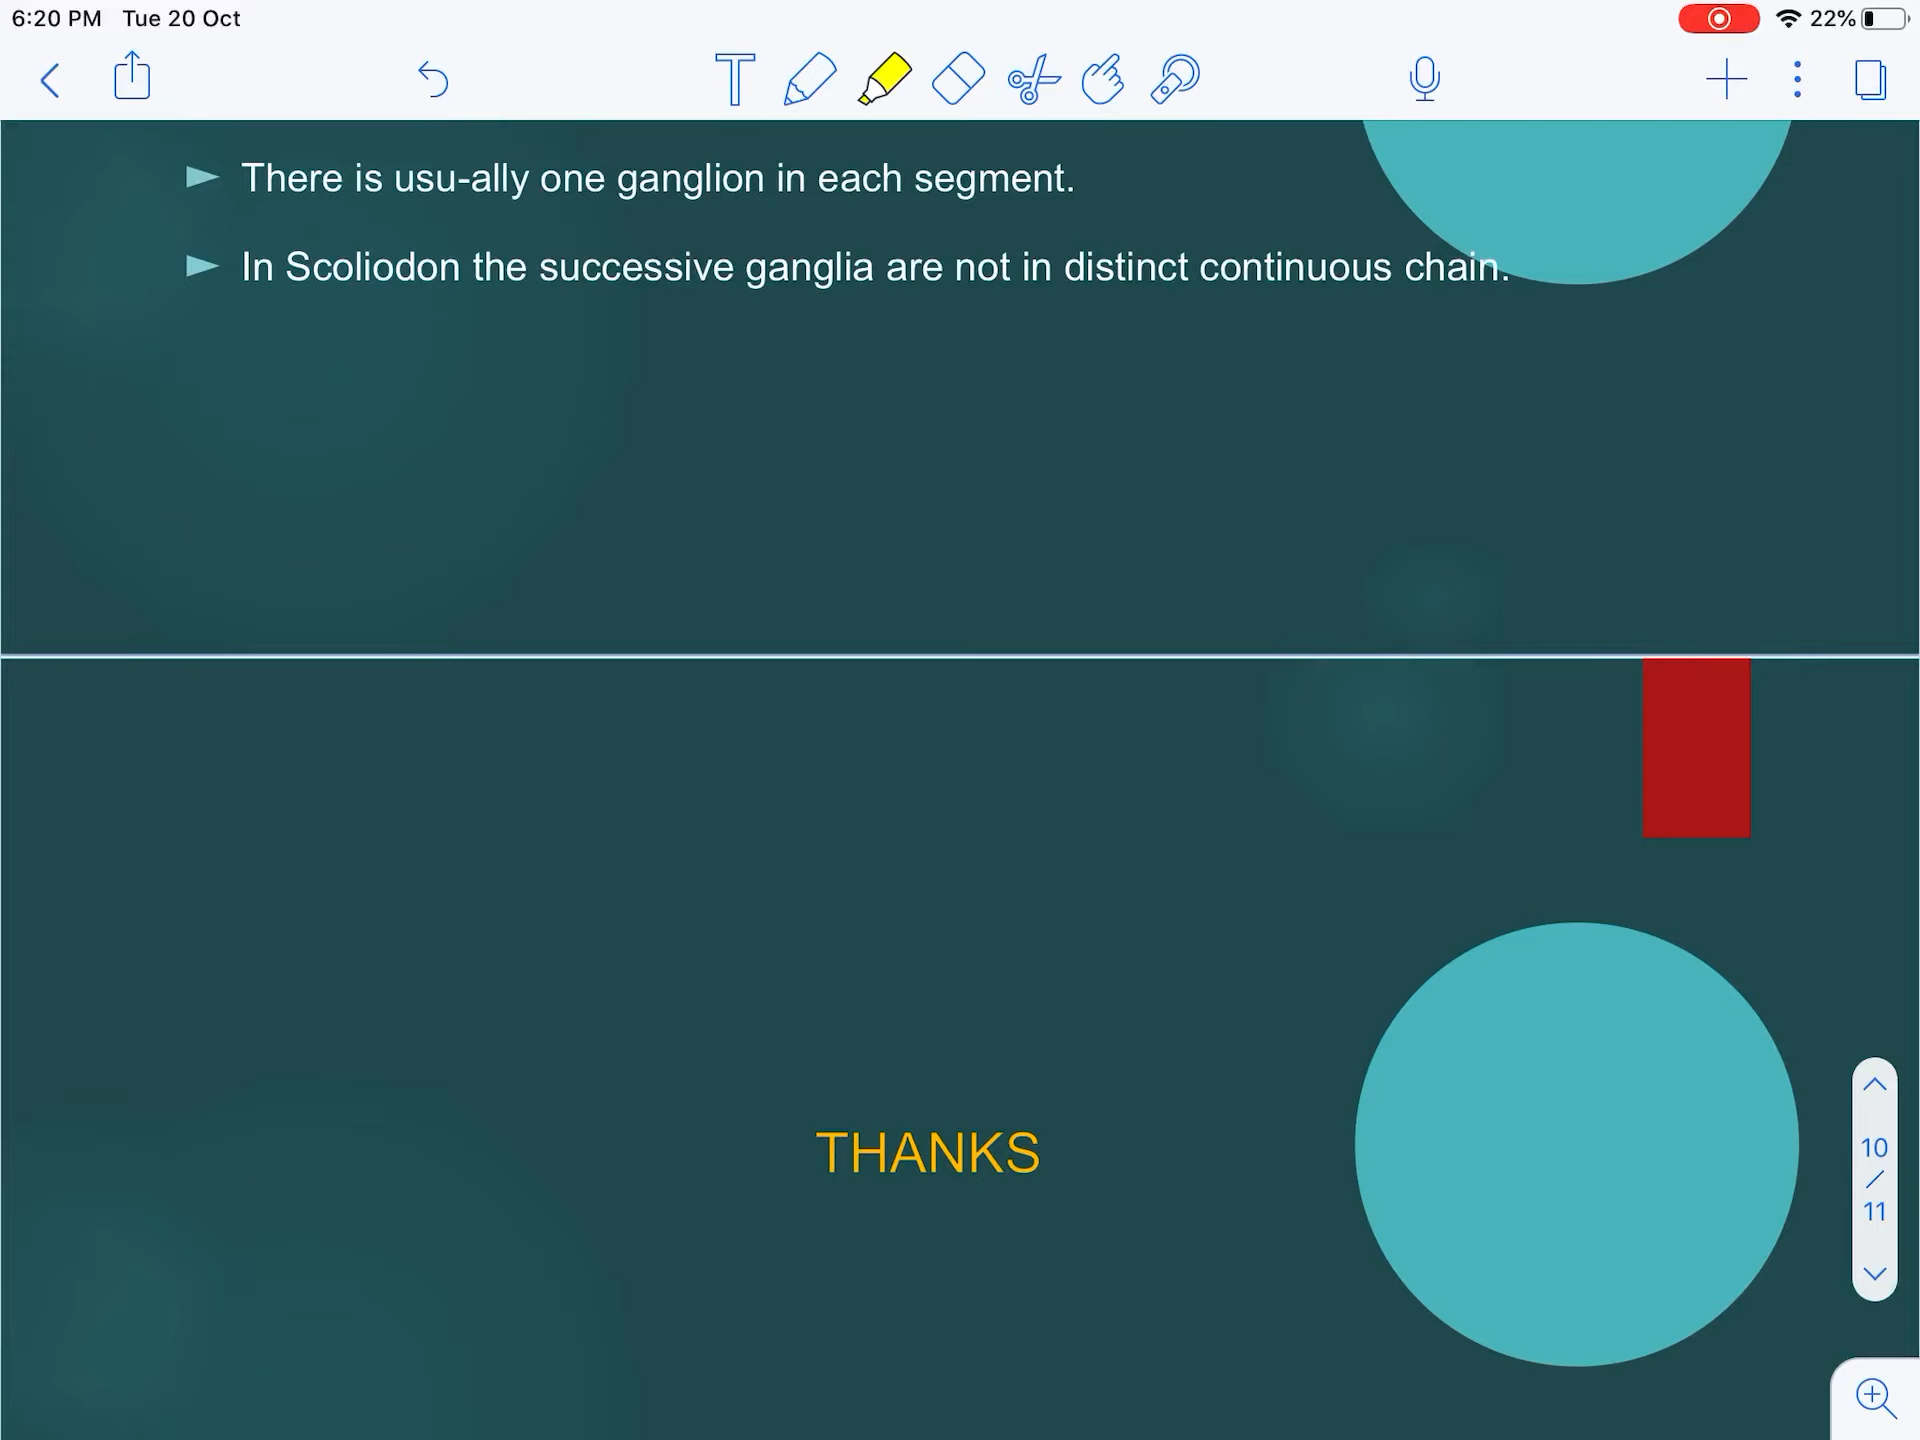 6:20 PM Tue 20 Oct
22%
There is usu-ally one ganglion in each segment.
In Scoliodon the successive ganglia are not in distinct continuous chain.
THANKS
10
/
11